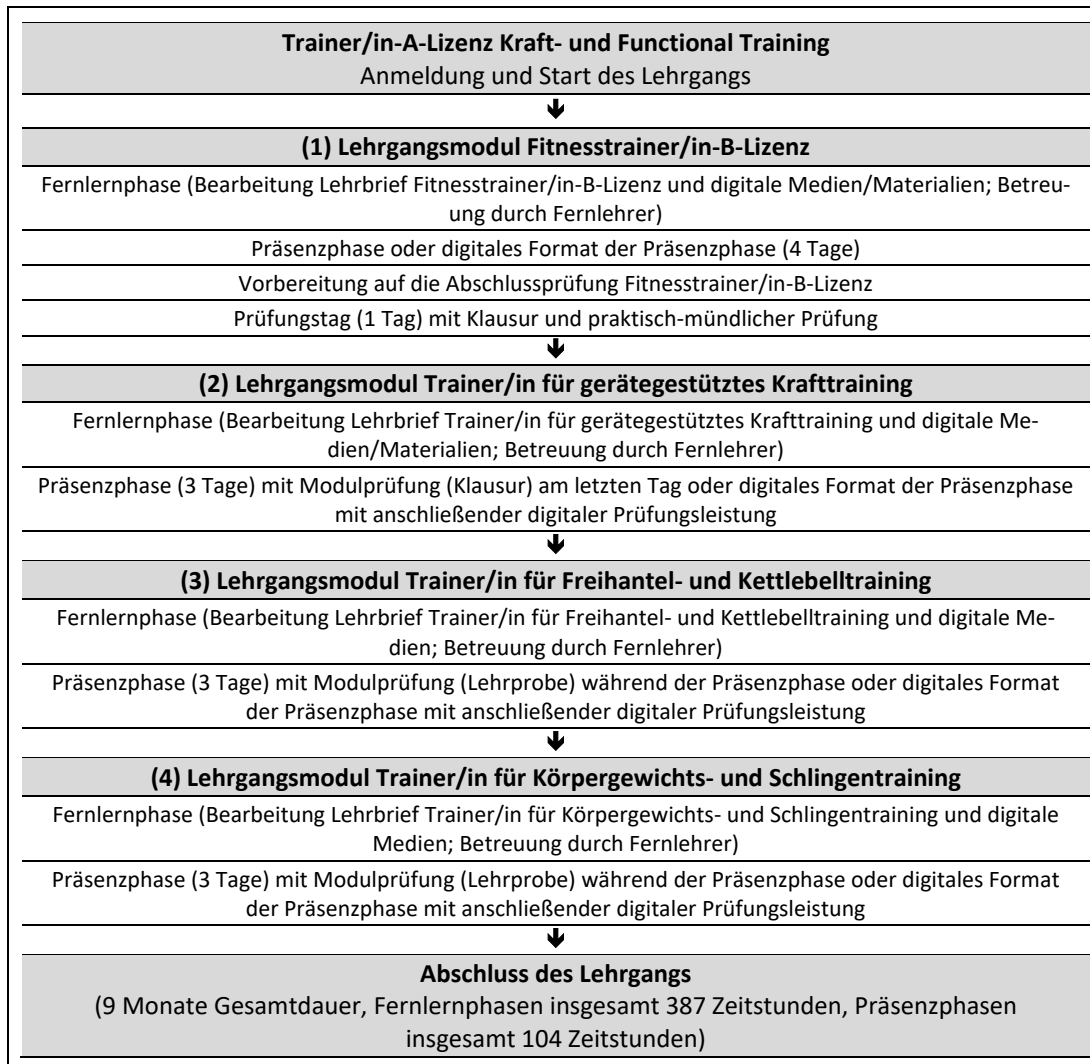 Trainer/in-A-Lizenz Kraft- und Functional Training
Anmeldung und Start des Lehrgangs
(1) Lehrgangsmodul Fitnesstrainer/in-B-Lizenz
Fernlernphase (Bearbeitung Lehrbrief Fitnesstrainer/in-B-Lizenz und digitale Medien/Materialien; Betreu-
ung durch Fernlehrer)
Präsenzphase oder digitales Format der Präsenzphase (4 Tage)
Vorbereitung auf die Abschlussprüfung Fitnesstrainer/in-B-Lizenz
Prüfungstag (1 Tag) mit Klausur und praktisch-mündlicher Prüfung
(2) Lehrgangsmodul Trainer/in für gerätegestütztes Krafttraining
Fernlernphase (Bearbeitung Lehrbrief Trainer/in für gerätegestütztes Krafttraining und digitale Me-
dien/Materialien; Betreuung durch Fernlehrer)
Präsenzphase (3 Tage) mit Modulprüfung (Klausur) am letzten Tag oder digitales Format der Präsenzphase
mit anschließender digitaler Prüfungsleistung
(3) Lehrgangsmodul Trainer/in für Freihantel- und Kettlebelltraining
Fernlernphase (Bearbeitung Lehrbrief Trainer/in für Freihantel- und Kettlebelltraining und digitale Me-
dien; Betreuung durch Fernlehrer)
Präsenzphase (3 Tage) mit Modulprüfung (Lehrprobe) während der Präsenzphase oder digitales Format
der Präsenzphase mit anschließender digitaler Prüfungsleistung
(4) Lehrgangsmodul Trainer/in für Körpergewichts- und Schlingentraining
Fernlernphase (Bearbeitung Lehrbrief Trainer/in für Körpergewichts- und Schlingentraining und digitale
Medien; Betreuung durch Fernlehrer)
Präsenzphase (3 Tage) mit Modulprüfung (Lehrprobe) während der Präsenzphase oder digitales Format
der Präsenzphase mit anschließender digitaler Prüfungsleistung
Abschluss des Lehrgangs
(9 Monate Gesamtdauer, Fernlernphasen insgesamt 387 Zeitstunden, Präsenzphasen
insgesamt 104 Zeitstunden)